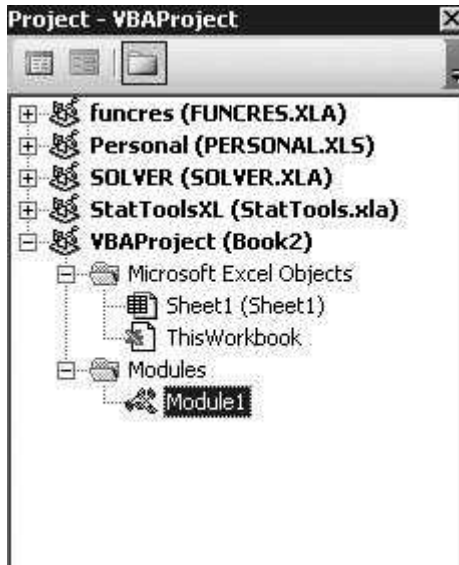 Project - VBAProject
funcres (FUNCRES.XLA)
Personal (PERSONAL.XLS)
SOLVER (SOLVER.XLA)
StatToolsXL (StatTools.xla)
VBAProject (Book2)
Microsoft Excel Objects
Sheet1 (Sheet1)
ThisWorkbook
Modules
Module1